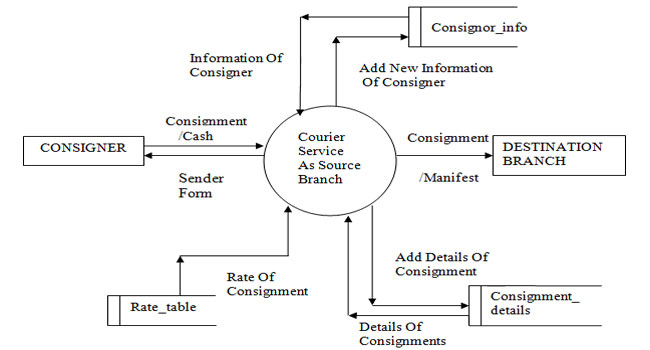 Consignor_info
Information Of
Consigner
Add New Information
Of Consigner
Consignment
/Cash
CONSIGNER
Sender
Form
Courier
Service
As Source
Branch
Consignment
/Manifest
DESTINATION
BRANCH
Rate Of
Consignment
Rate_table
Add Details Of
Consignment
Consignment_
details
Details Of
Consignments